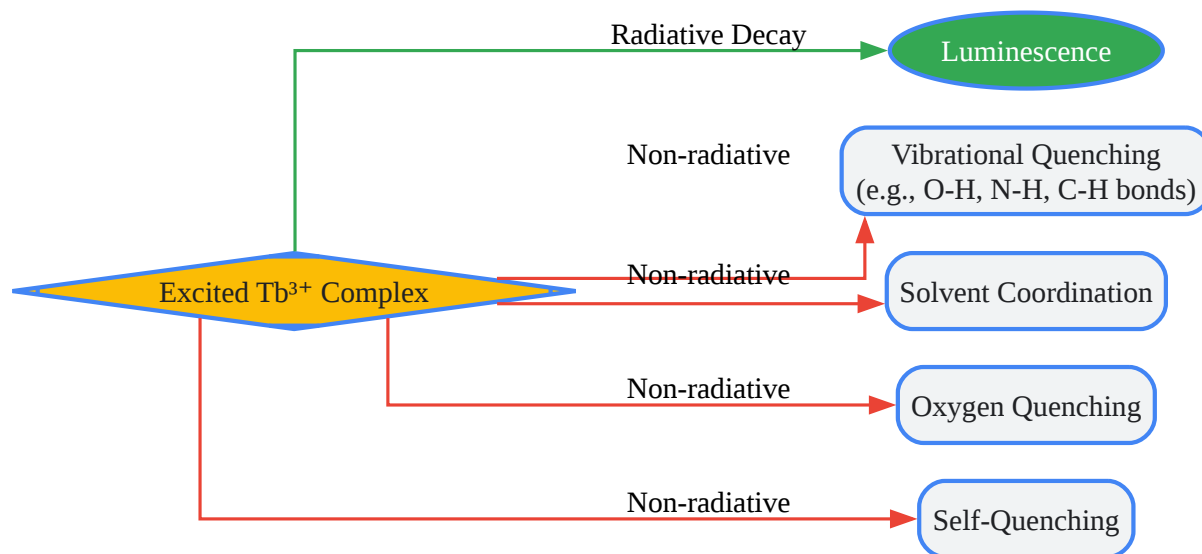 Radiative Decay
Luminescence
Non-radiative
Vibrational Quenching
(e.g., O-H, N-H, C-H bonds)
Non-radiative
Excited Tb³⁺ Complex
Solvent Coordination
Non-radiative
Oxygen Quenching
Non-radiative
Self-Quenching